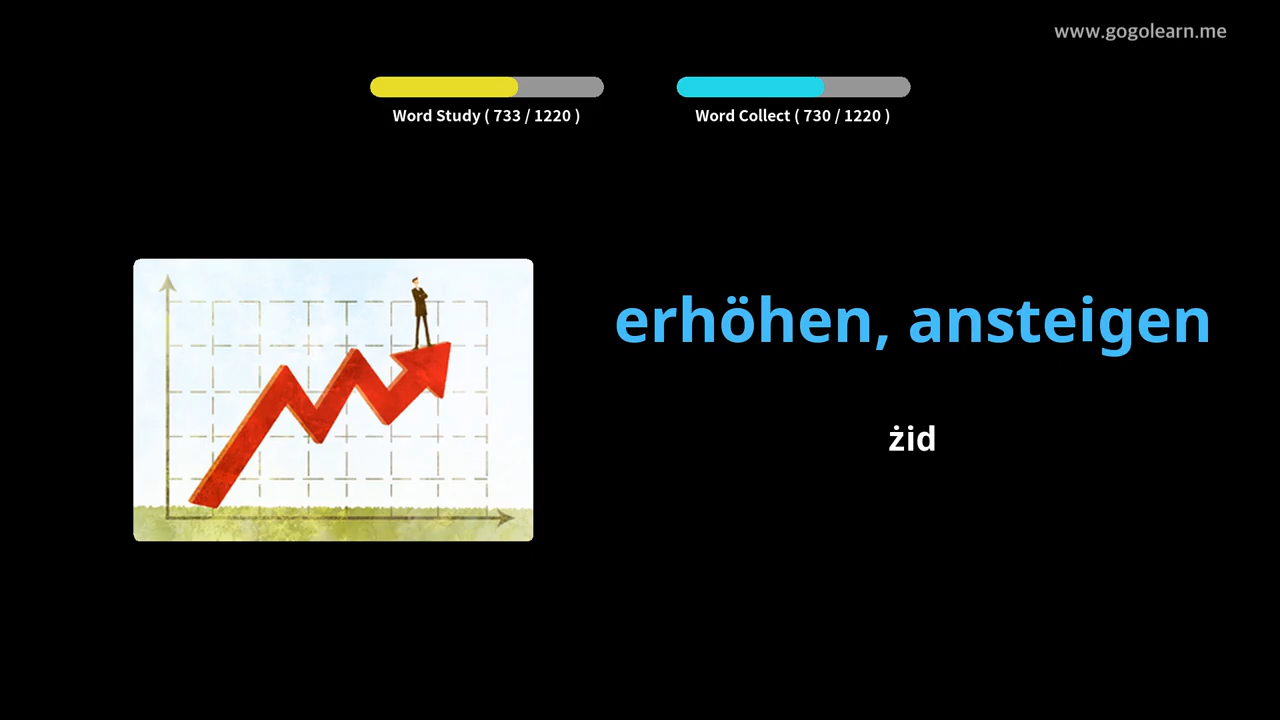 www.gogolearn.me
Word Study ( 733 / 1220 )
Word Collect ( 730 / 1220 )
erhöhen, ansteigen
żid